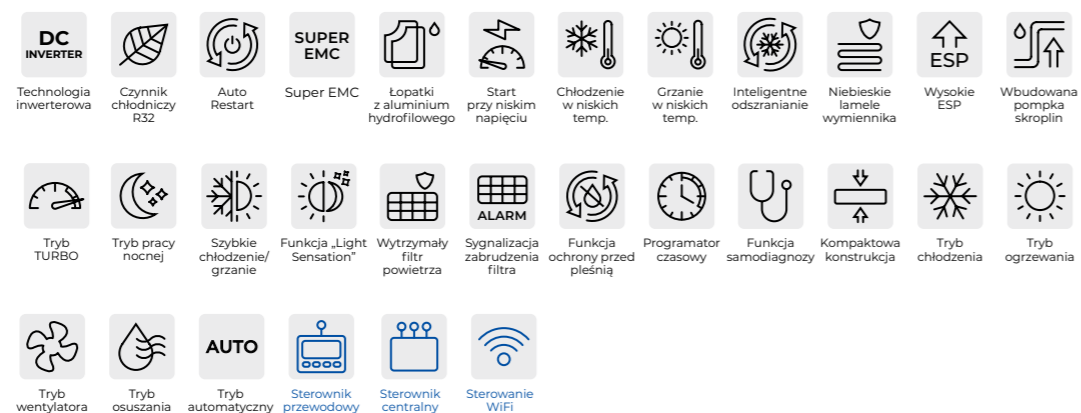 DC
INVERTER
SUPER
EMC
ESP
Technologia
inwerterowa
Czynnik
chłodniczy
R32
Auto
Restart
Super EMC
Łopatki
z aluminium
hydrofilowego
Start
przy niskim
napięciu
Chłodzenie
w niskich
temp.
Grzanie
w niskich
temp.
Inteligentne
odszranianie
Niebieskie
lamele
wymiennika
Wysokie
ESP
Wbudowana
pompka
skroplin
ALARM
Tryb
TURBO
Tryb pracy
nocnej
Szybkie
chłodzenie/
grzanie
Funkcja „Light
Sensation”
Wytrzymały
filtr
powietrza
Sygnalizacja
zabrudzenia
filtra
Funkcja
ochrony przed
pleśnią
Programator
czasowy
Funkcja
samodiagnozy
Kompaktowa
konstrukcja
Tryb
chłodzenia
Tryb
ogrzewania
AUTO
Tryb
wentylatora
Tryb
osuszania
Tryb
automatyczny
Sterownik
przewodowy
Sterownik
centralny
Sterowanie
WiFi